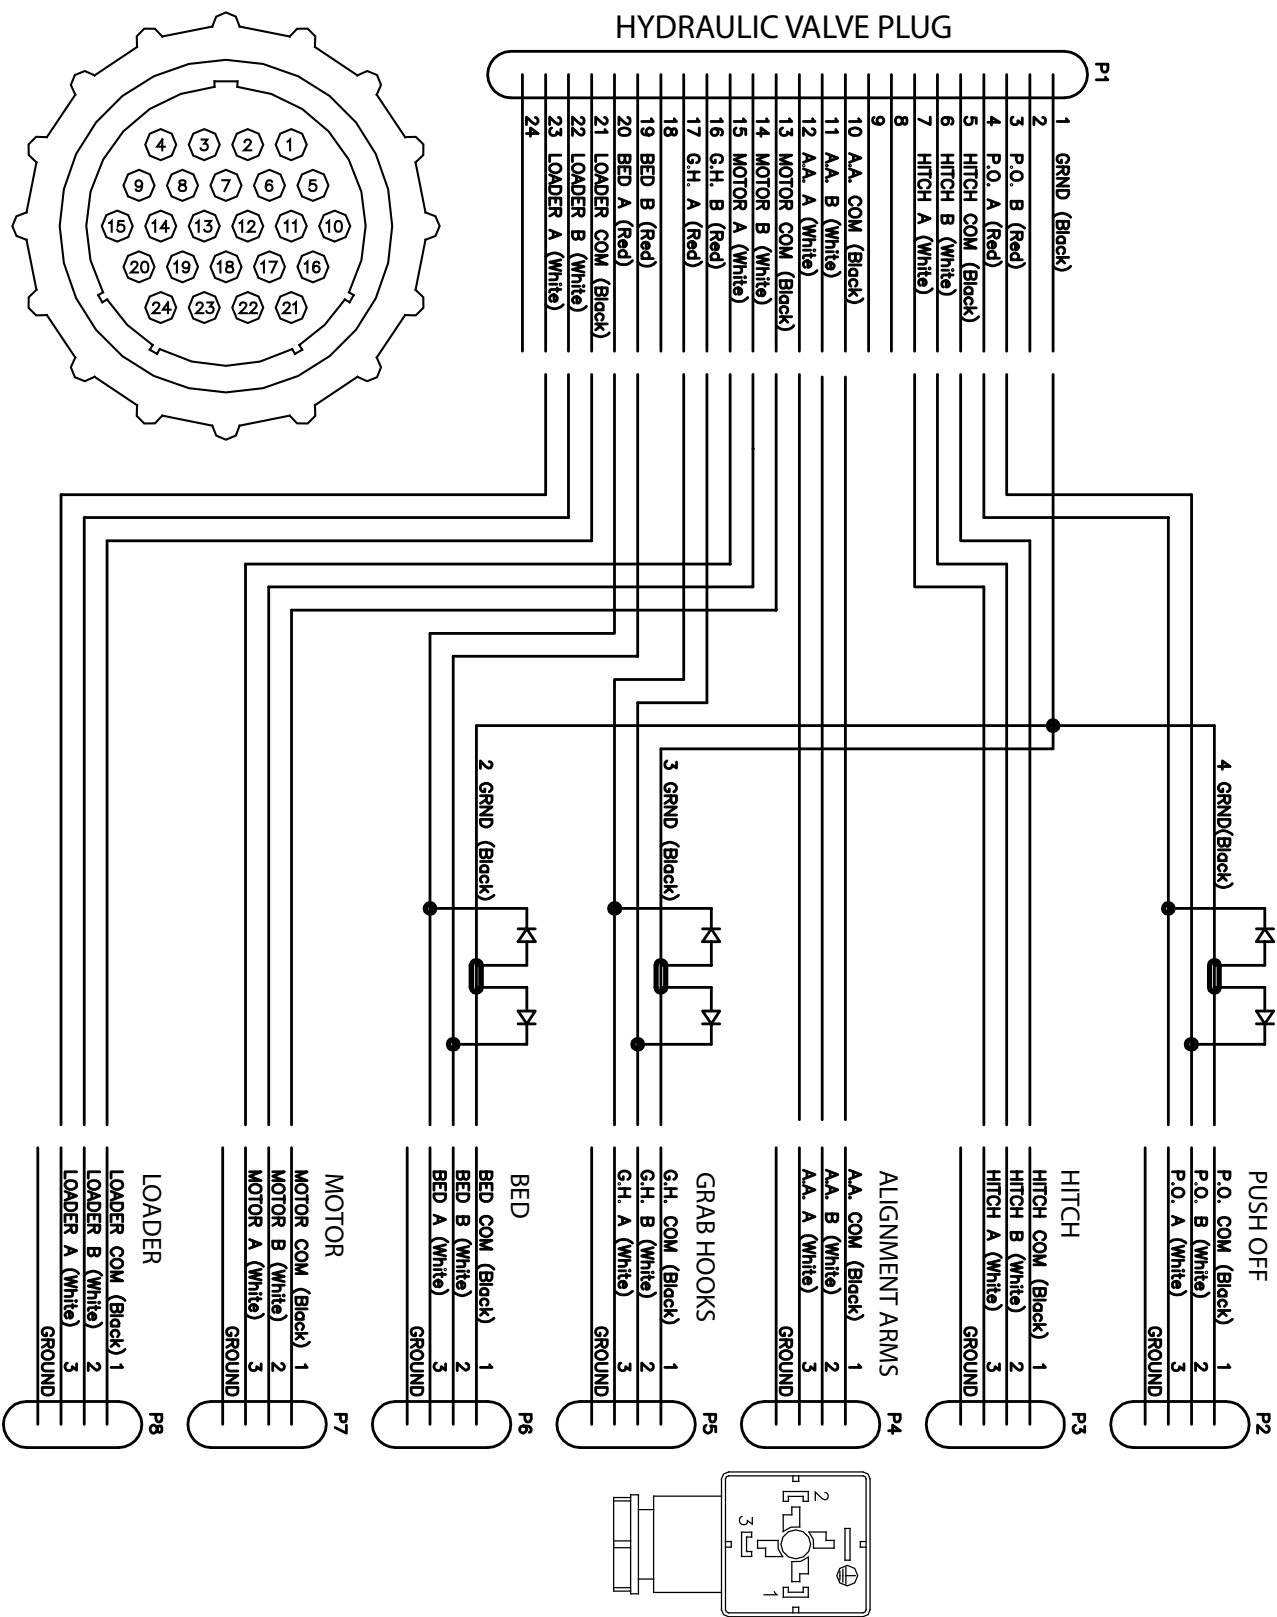 HYDRAULIC VALVE PLUG
P1
1 GRND (Black)
2
3 P.O. B (Red)
4 P.O. A (Red)
5 HITCH COM (Black)
6 HITCH B (White)
7 HITCH A (White)
8
9
10 A.A. COM (Black)
11 A.A. B (White)
12 A.A. A (White)
13 MOTOR COM (Black)
14 MOTOR B (White)
15 MOTOR A (White)
16 G.H. B (Red)
17 G.H. A (Red)
18
19 BED B (Red)
20 BED A (Red)
21 LOADER COM (Black)
22 LOADER B (White)
23 LOADER A (White)
24
4 3 2 1
9 8 7 6 5
15 14 13 12 11 10
20 19 18 17 16
24 23 22 21
4 GRND(Black)
3 GRND (Black)
2 GRND (Black)
PUSH OFF
P.O. COM (Black) 1
P.O. B (White) 2
P.O. A (White) 3
GROUND
P2
HITCH
HITCH COM (Black) 1
HITCH B (White) 2
HITCH A (White) 3
GROUND
P3
ALIGNMENT ARMS
A.A. COM (Black) 1
A.A. B (White) 2
A.A. A (White) 3
GROUND
P4
GRAB HOOKS
G.H. COM (Black) 1
G.H. B (White) 2
G.H. A (White) 3
GROUND
P5
BED
BED COM (Black) 1
BED B (White) 2
BED A (White) 3
GROUND
P6
MOTOR
MOTOR COM (Black) 1
MOTOR B (White) 2
MOTOR A (White) 3
GROUND
P7
LOADER
LOADER COM (Black) 1
LOADER B (White) 2
LOADER A (White) 3
GROUND
P8
2
3
1